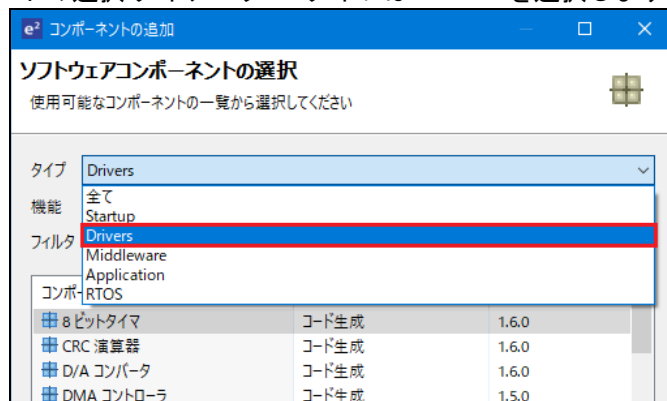 e² コンポーネントの追加
ソフトウェアコンポーネントの選択
使用可能なコンポーネントの一覧から選択してください
タイプ Drivers
全て
機能
Startup
フィルタ Drivers
Middleware
Application
コンポー RTOS
8 ビットタイマ コード生成 1.6.0
CRC 演算器 コード生成 1.6.0
D/A コンバータ コード生成 1.6.0
DMA コントローラ コード生成 1.5.0